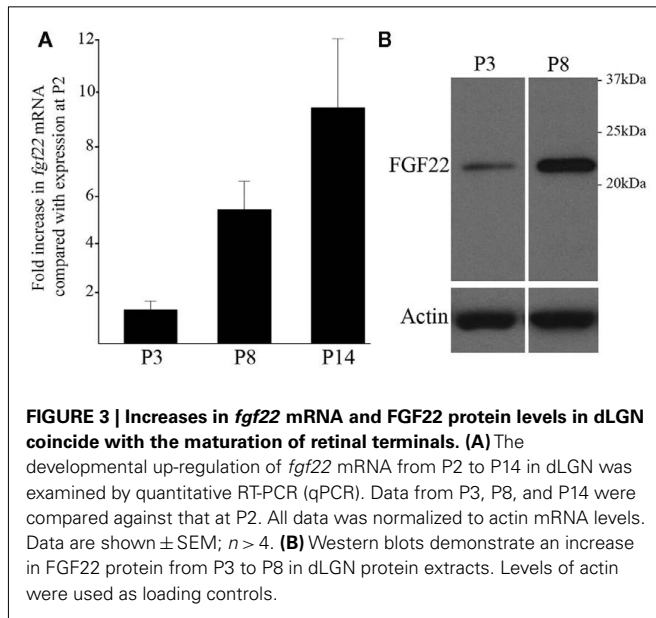 A
Fold increase in fgf22 mRNA
compared with expression at P2
12
10
8
6
4
2
P3 P8 P14
B
P3 P8
37kDa
25kDa
FGF22
20kDa
Actin
FIGURE 3 | Increases in fgf22 mRNA and FGF22 protein levels in dLGN
coincide with the maturation of retinal terminals. (A) The
developmental up-regulation of fgf22 mRNA from P2 to P14 in dLGN was
examined by quantitative RT-PCR (qPCR). Data from P3, P8, and P14 were
compared against that at P2. All data was normalized to actin mRNA levels.
Data are shown ± SEM; n > 4. (B) Western blots demonstrate an increase
in FGF22 protein from P3 to P8 in dLGN protein extracts. Levels of actin
were used as loading controls.